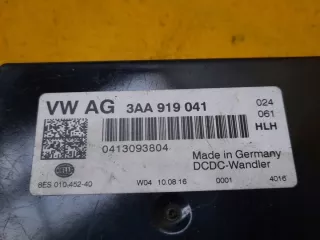 VW AG 3AA 919 041 024
061
HLH
0413093804
Made in Germany
DCDC-Wandler
5ES 010.452-40 W04 10.08.16 0001 4016